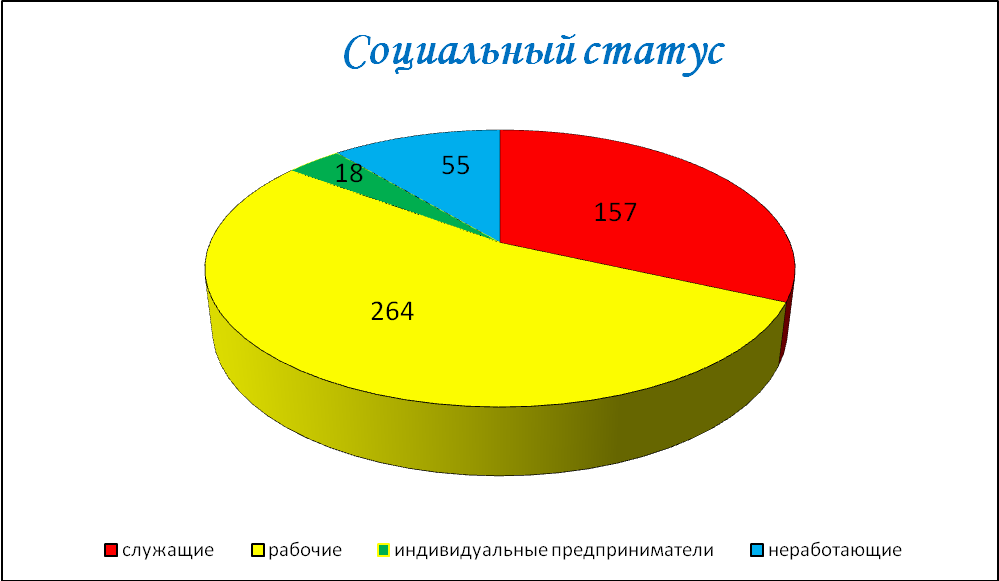 Социальный статус
55
18
157
264
служащие рабочие индивидуальные предприниматели неработающие